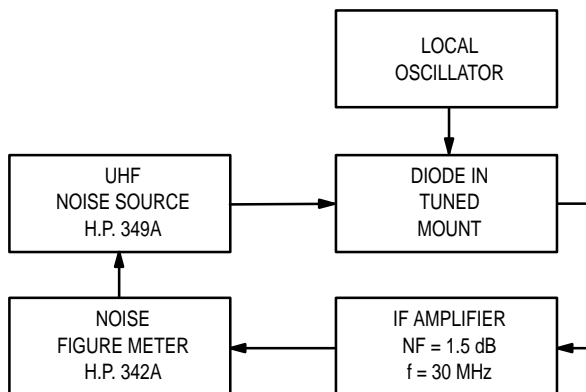 LOCAL
OSCILLATOR
UHF
NOISE SOURCE
H.P. 349A
DIODE IN
TUNED
MOUNT
NOISE
FIGURE METER
H.P. 342A
IF AMPLIFIER
NF = 1.5 dB
f = 30 MHz